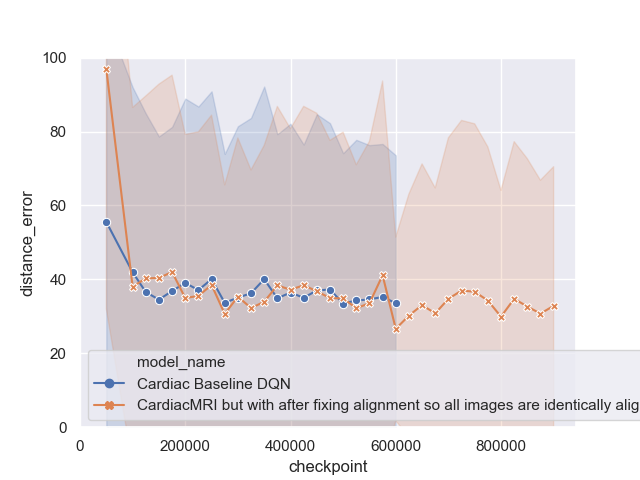 100
80
60
40
20
0
distance_error
model_name
Cardiac Baseline DQN
CardiacMRI but with after fixing alignment so all images are identically alig
0
200000
400000
600000
800000
checkpoint